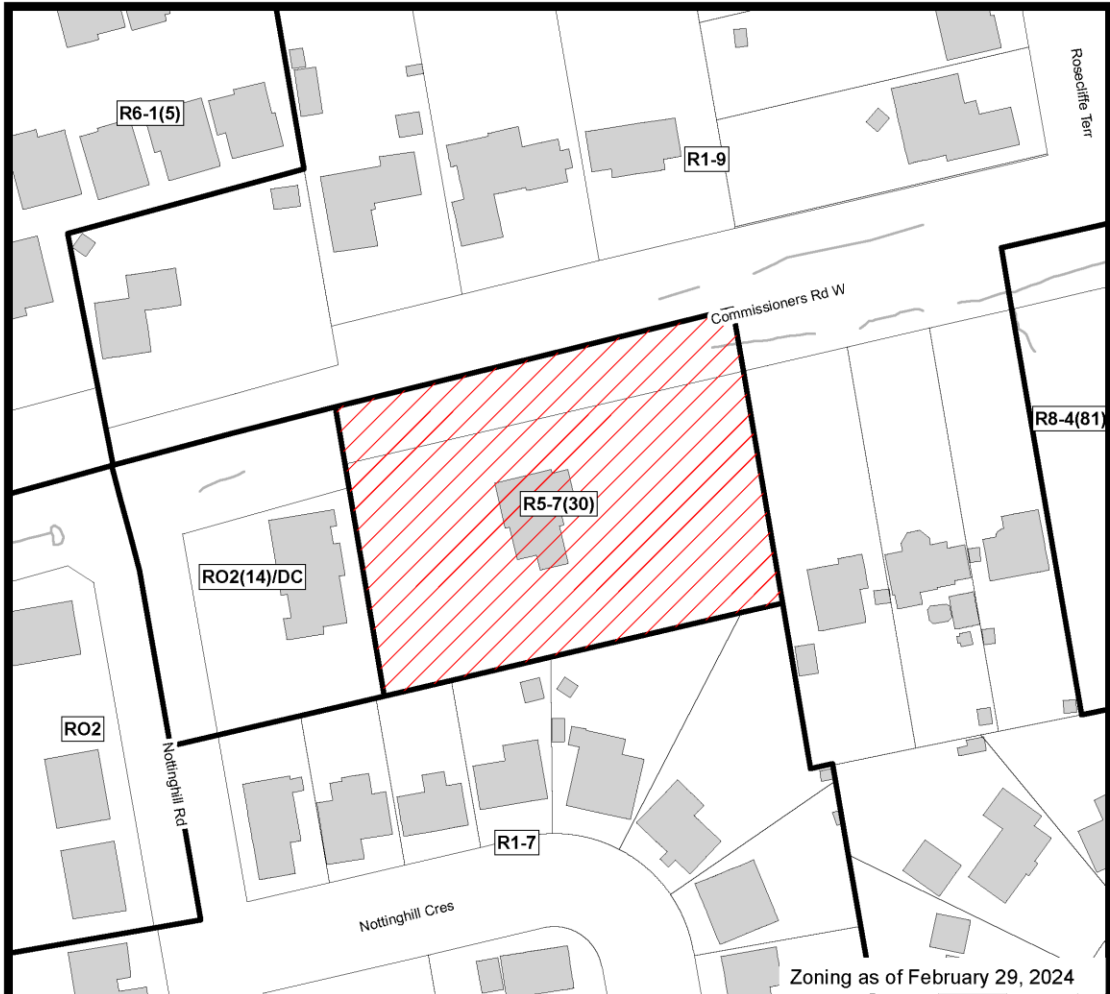 R6-1(5)
Rosecliffe Terr
R1-9
Commissioners Rd W
R8-4(81)
R5-7(30)
RO2(14)/DC
RO2
Nottinghill Rd
R1-7
Nottinghill Cres
Zoning as of February 29, 2024